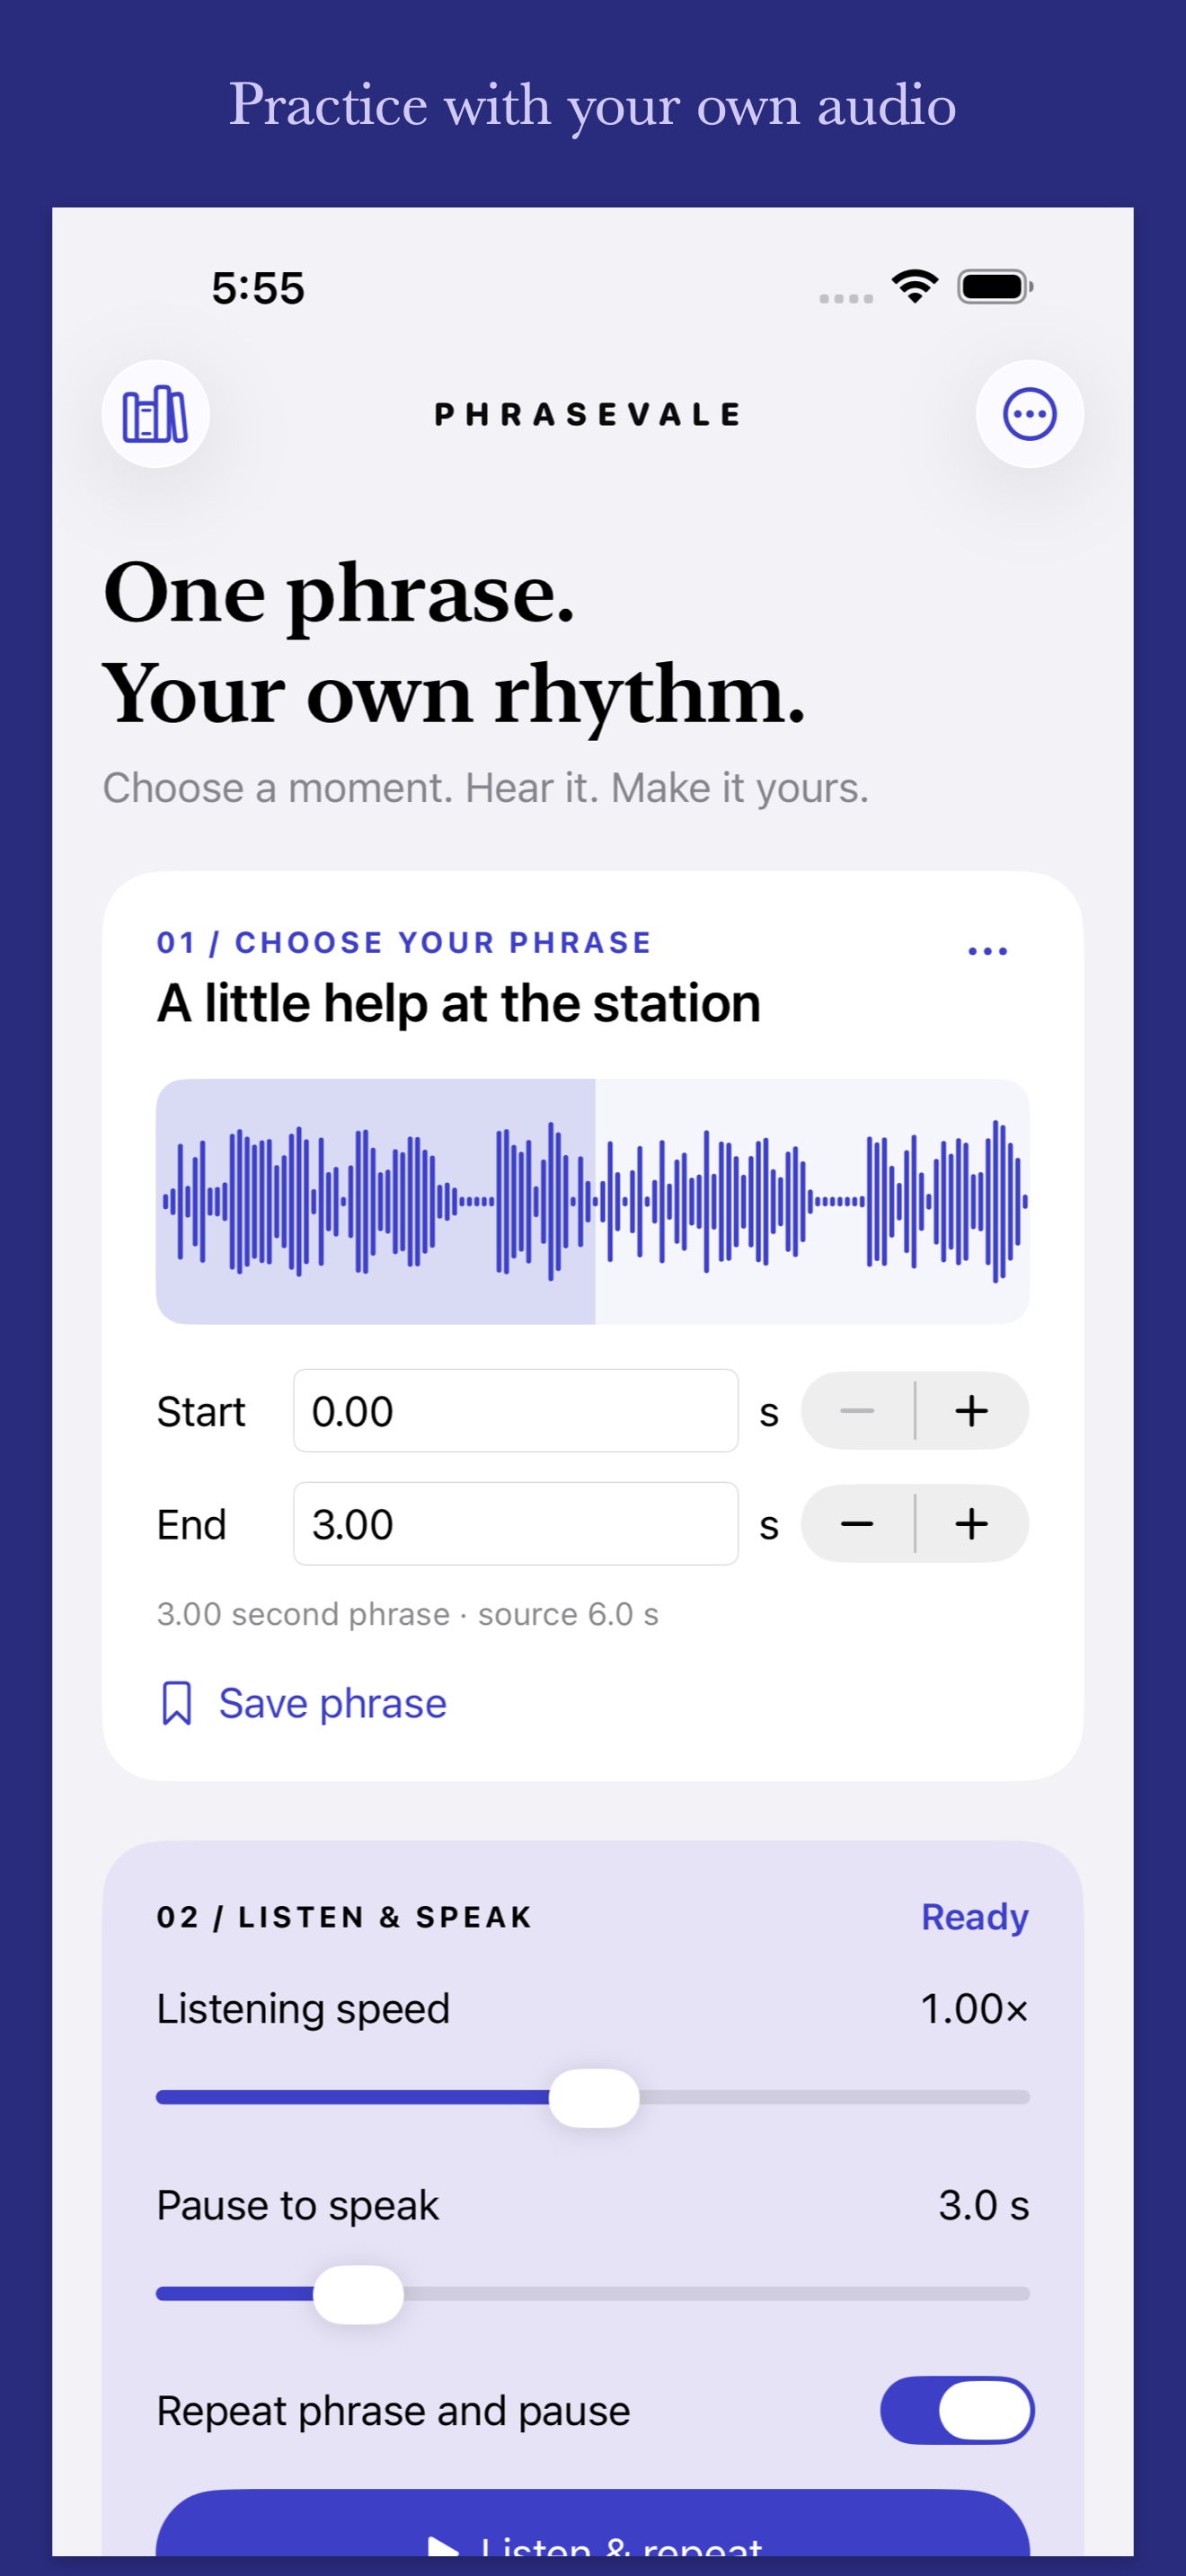 Practice with your own audio
5:55
PHRASEVALE
One phrase.
Your own rhythm.
Choose a moment. Hear it. Make it yours.
01 / CHOOSE YOUR PHRASE
A little help at the station
Start 0.00 s
End 3.00 s
3.00 second phrase · source 6.0 s
Save phrase
02 / LISTEN & SPEAK Ready
Listening speed 1.00×
Pause to speak 3.0 s
Repeat phrase and pause
Listen & repeat